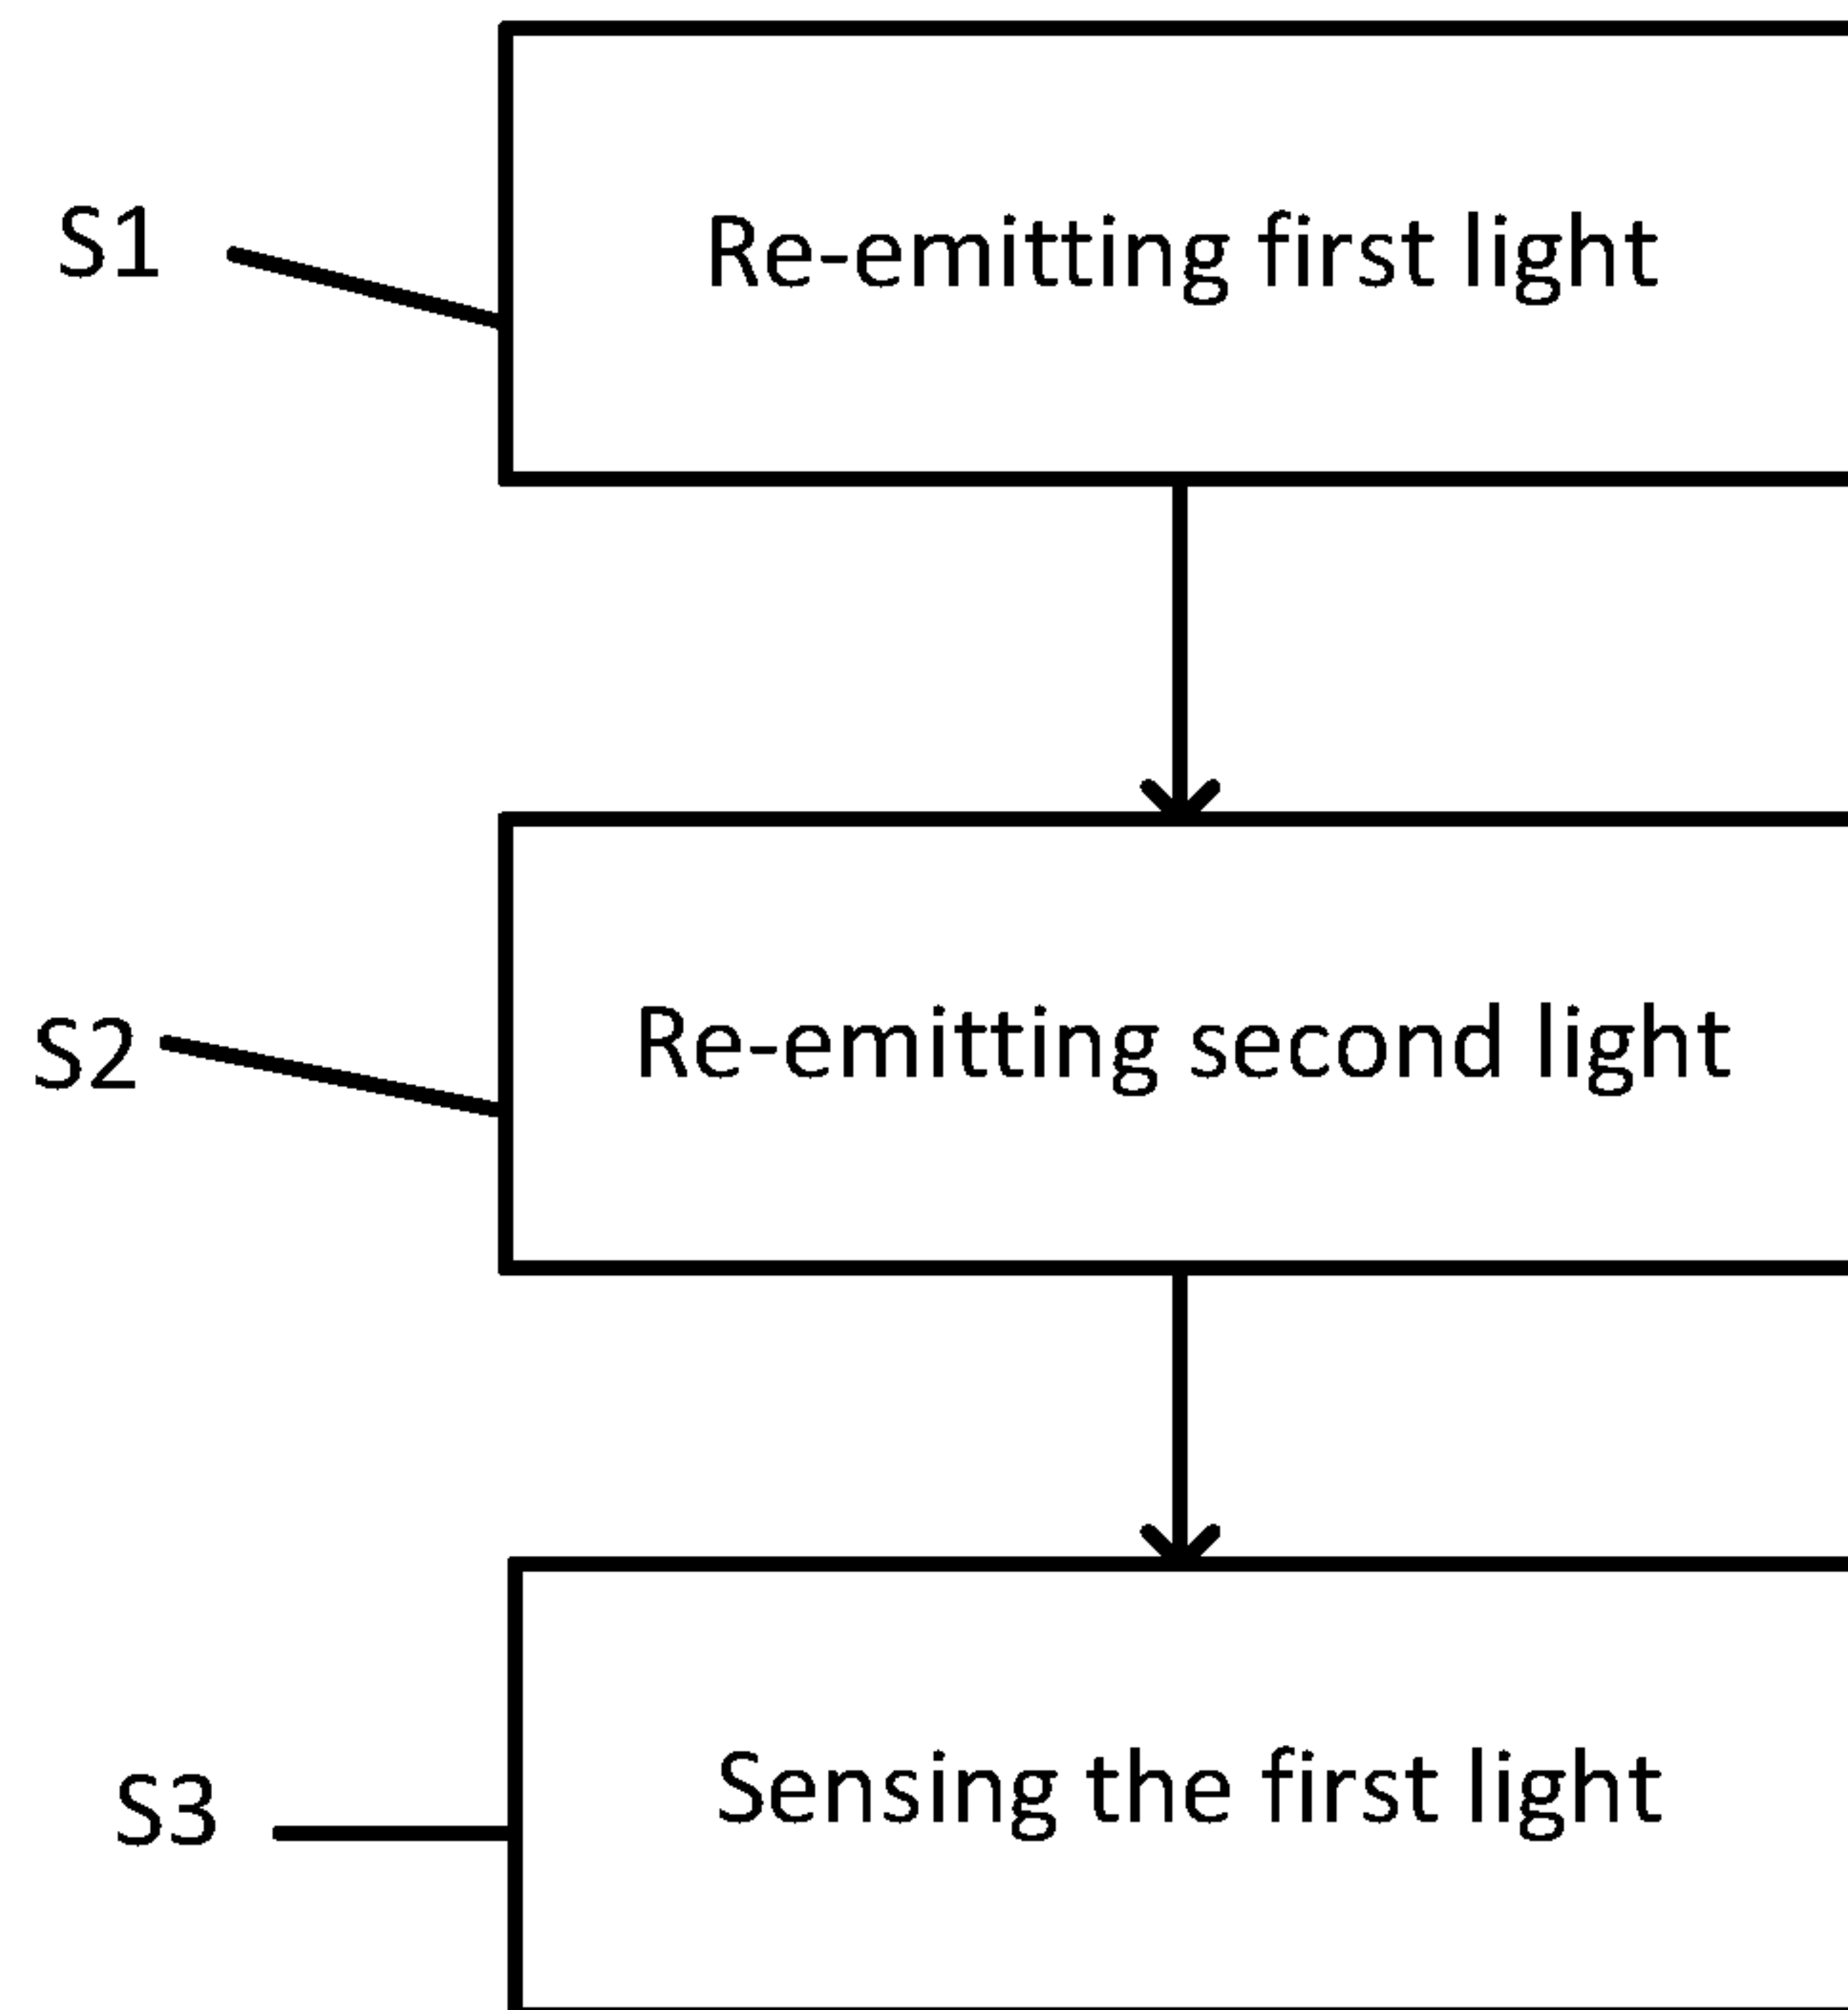 S1
Re-emitting first light
S2
Re-emitting second light
S3
Sensing the first light